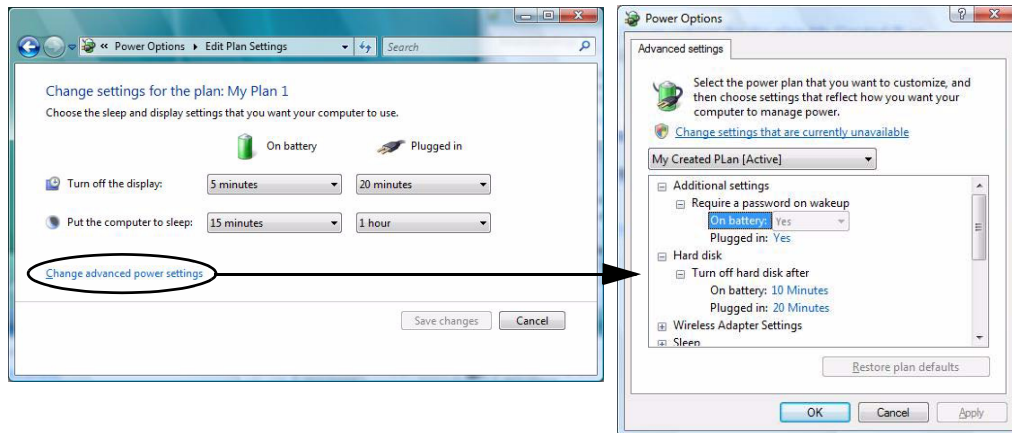 « Power Options ▸ Edit Plan Settings
Search
Change settings for the plan: My Plan 1
Choose the sleep and display settings that you want your computer to use.
On battery
Plugged in
Turn off the display:
5 minutes
20 minutes
Put the computer to sleep:
15 minutes
1 hour
Change advanced power settings
Save changes
Cancel
Power Options
Advanced settings
Select the power plan that you want to customize, and
then choose settings that reflect how you want your
computer to manage power.
Change settings that are currently unavailable
My Created PLan [Active]
Additional settings
Require a password on wakeup
On battery: Yes
Plugged in: Yes
Hard disk
Turn off hard disk after
On battery: 10 Minutes
Plugged in: 20 Minutes
Wireless Adapter Settings
Sleep
Restore plan defaults
OK
Cancel
Apply